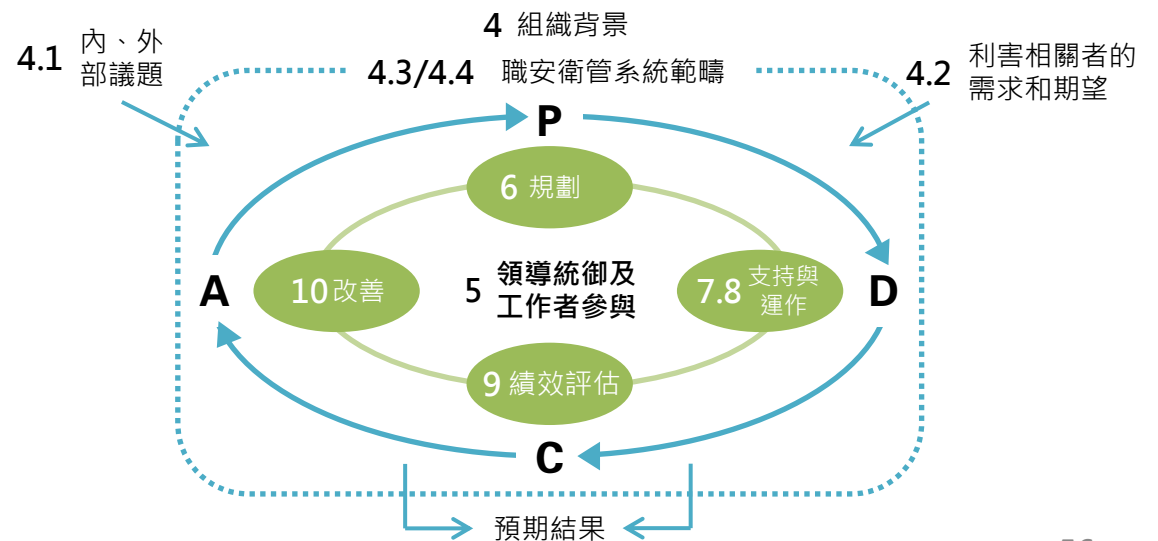 4 組織背景
4.1 內、外
部議題
4.3/4.4 職安衛管系統範疇
4.2 利害相關者的
需求和期望
P
6 規劃
A
10 改善
5 領導統御及
工作者參與
7.8 支持與
運作
D
9 績效評估
C
預期結果